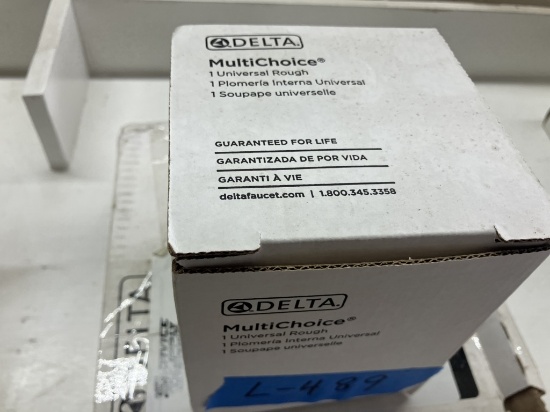 DELTA.
MultiChoice®
1 Universal Rough
1 Plomería Interna Universal
1 Soupape universelle
GUARANTEED FOR LIFE
GARANTIZADA DE POR VIDA
GARANTI À VIE
deltafaucet.com | 1.800.345.3358
DELTA.
MultiChoice®
1 Universal Rough
1 Plomería Interna Universal
1 Soupape universelle
L-489
DELTA